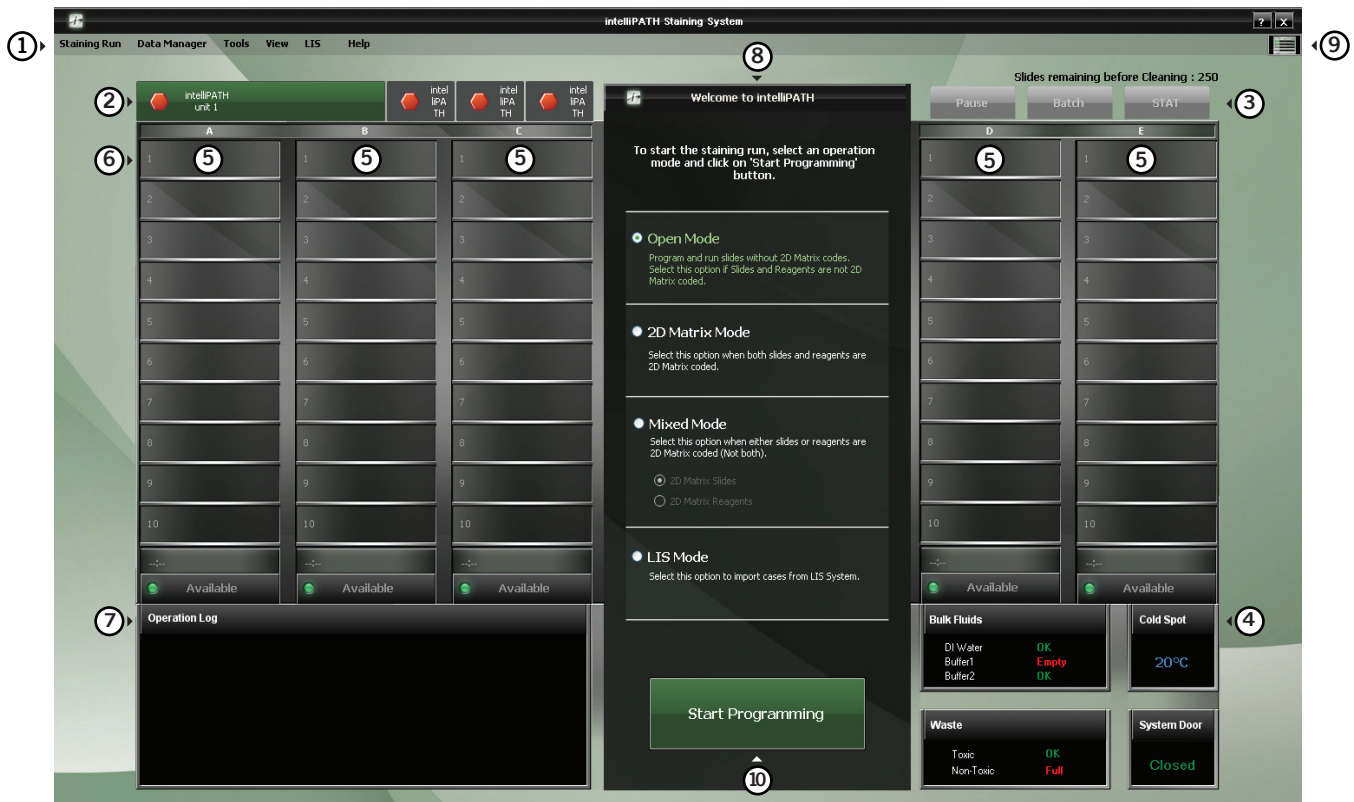 intelliPATH Staining System
? X
1
Staining Run Data Manager Tools View LIS Help
9
8
Slides remaining before Cleaning : 250
2
intelliPATH
unit 1
intel
liPA
TH
intel
liPA
TH
intel
liPA
TH
Welcome to intelliPATH
Pause Batch STAT
3
A B C D E
6
1 5 1 5 1 5 1 5 1 5
2 2 2 2 2
3 3 3 3 3
4 4 4 4 4
5 5 5 5 5
6 6 6 6 6
7 7 7 7 7
8 8 8 8 8
9 9 9 9 9
10 10 10 10 10
--:-- --:-- --:-- --:-- --:--
Available Available Available Available Available
To start the staining run, select an operation
mode and click on 'Start Programming'
button.
Open Mode
Program and run slides without 2D Matrix codes.
Select this option if Slides and Reagents are not 2D
Matrix coded.
2D Matrix Mode
Select this option when both slides and reagents are
2D Matrix coded.
Mixed Mode
Select this option when either slides or reagents are
2D Matrix coded (Not both).
2D Matrix Slides
2D Matrix Reagents
LIS Mode
Select this option to import cases from LIS System.
Start Programming
10
7
Operation Log
Bulk Fluids
DI Water OK
Buffer1 Empty
Buffer2 OK
Cold Spot
20°C
4
Waste
Toxic OK
Non-Toxic Full
System Door
Closed